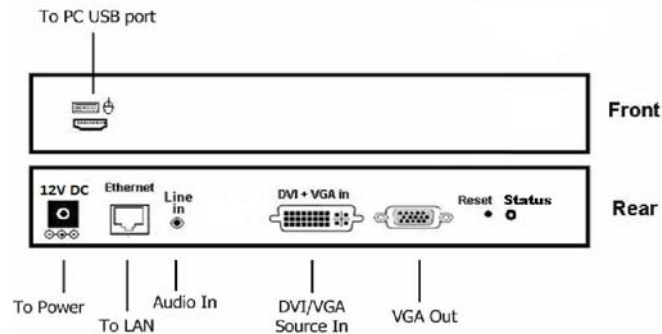 To PC USB port
Front
12V DC
Ethernet
Line
in
DVI + VGA in
Reset
Status
Rear
To Power
To LAN
Audio In
DVI/VGA
Source In
VGA Out